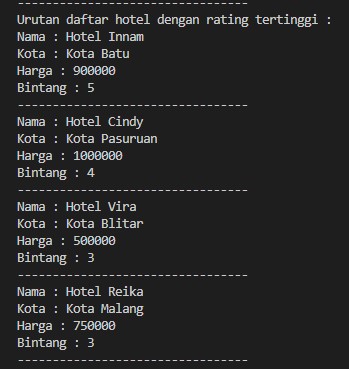 ---------------------------------
Urutan daftar hotel dengan rating tertinggi :
Nama : Hotel Innam
Kota : Kota Batu
Harga : 900000
Bintang : 5
---------------------------------
Nama : Hotel Cindy
Kota : Kota Pasuruan
Harga : 1000000
Bintang : 4
---------------------------------
Nama : Hotel Vira
Kota : Kota Blitar
Harga : 500000
Bintang : 3
---------------------------------
Nama : Hotel Reika
Kota : Kota Malang
Harga : 750000
Bintang : 3
---------------------------------